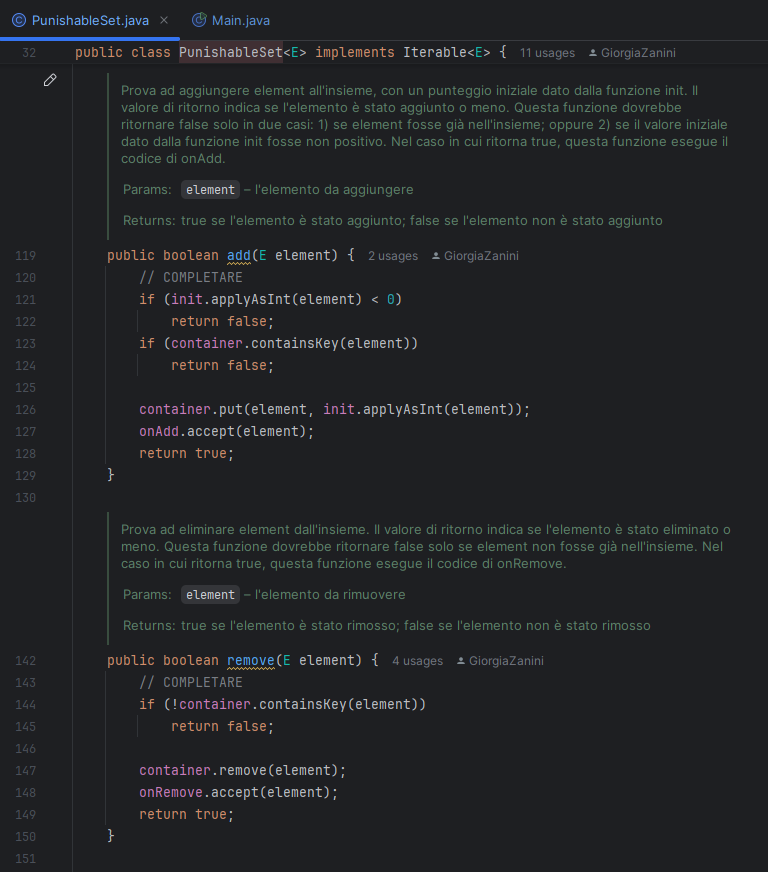 PunishableSet.java
Main.java
32 public class PunishableSet<E> implements Iterable<E> { 11 usages GiorgiaZanini
Prova ad aggiungere element all'insieme, con un punteggio iniziale dato dalla funzione init. Il
valore di ritorno indica se l'elemento è stato aggiunto o meno. Questa funzione dovrebbe
ritornare false solo in due casi: 1) se element fosse già nell'insieme; oppure 2) se il valore iniziale
dato dalla funzione init fosse non positivo. Nel caso in cui ritorna true, questa funzione esegue il
codice di onAdd.
Params: element – l'elemento da aggiungere
Returns: true se l'elemento è stato aggiunto; false se l'elemento non è stato aggiunto
119 public boolean add(E element) { 2 usages GiorgiaZanini
120 // COMPLETARE
121 if (init.applyAsInt(element) < 0)
122 return false;
123 if (container.containsKey(element))
124 return false;
125
126 container.put(element, init.applyAsInt(element));
127 onAdd.accept(element);
128 return true;
129 }
130
Prova ad eliminare element dall'insieme. Il valore di ritorno indica se l'elemento è stato eliminato o
meno. Questa funzione dovrebbe ritornare false solo se element non fosse già nell'insieme. Nel
caso in cui ritorna true, questa funzione esegue il codice di onRemove.
Params: element – l'elemento da rimuovere
Returns: true se l'elemento è stato rimosso; false se l'elemento non è stato rimosso
142 public boolean remove(E element) { 4 usages GiorgiaZanini
143 // COMPLETARE
144 if (!container.containsKey(element))
145 return false;
146
147 container.remove(element);
148 onRemove.accept(element);
149 return true;
150 }
151